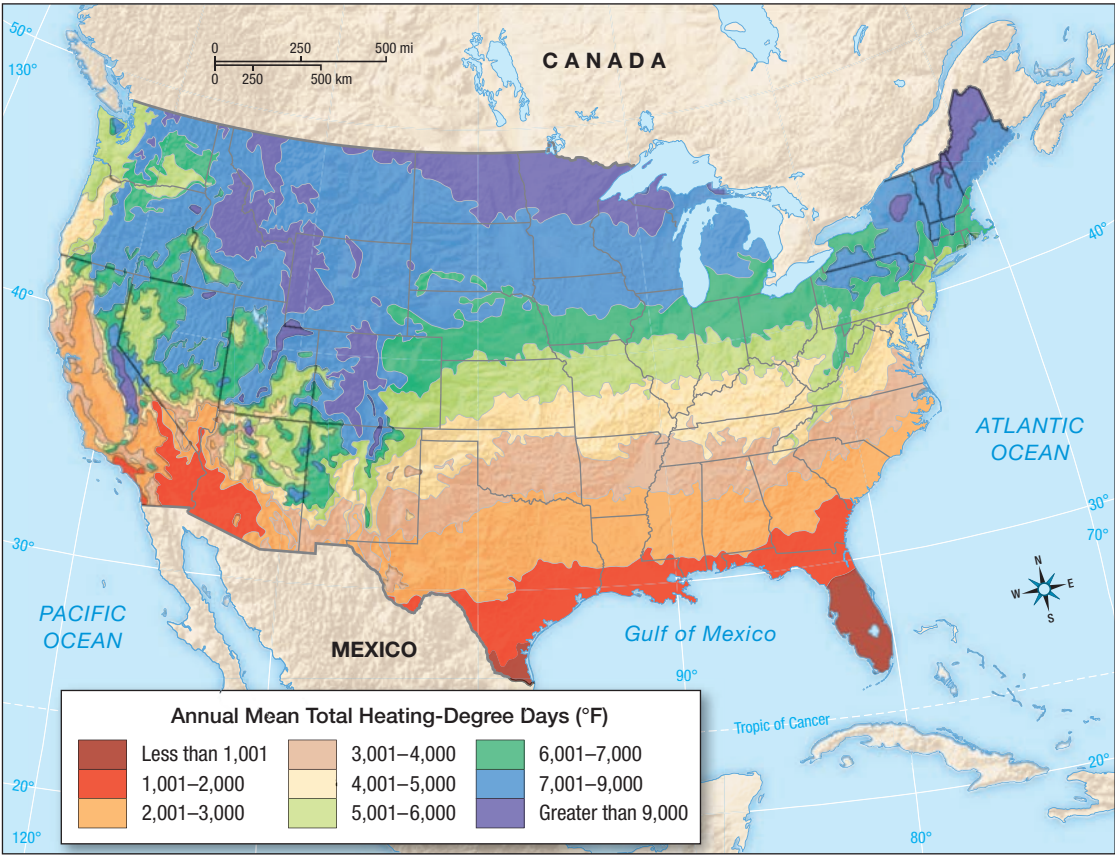 50°
130°
0 250 500 mi
0 250 500 km
CANADA
40°
40°
ATLANTIC
OCEAN
30°
70°
30°
N
W E
S
PACIFIC
OCEAN
MEXICO
Gulf of Mexico
90°
Tropic of Cancer
20°
20°
120°
80°
Annual Mean Total Heating-Degree Days (°F)
Less than 1,001
1,001–2,000
2,001–3,000
3,001–4,000
4,001–5,000
5,001–6,000
6,001–7,000
7,001–9,000
Greater than 9,000